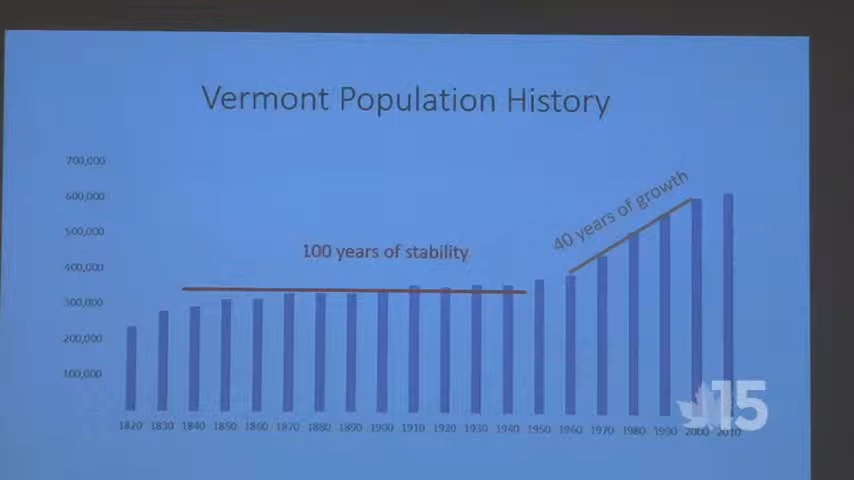 Vermont Population History
700,000
600,000
500,000
400,000
300,000
200,000
100,000
100 years of stability
40 years of growth
1820 1830 1840 1850 1860 1870 1880 1890 1900 1910 1920 1930 1940 1950 1960 1970 1980 1990 2000 2010
15